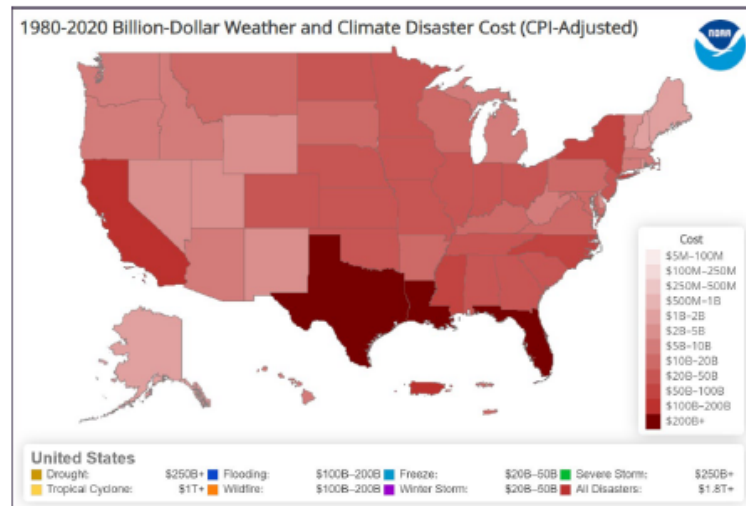 1980-2020 Billion-Dollar Weather and Climate Disaster Cost (CPI-Adjusted)
NOAA
Cost
$5M-100M
$100M-250M
$250M-500M
$500M-1B
$1B-2B
$2B-5B
$5B-10B
$10B-20B
$20B-50B
$50B-100B
$100B-200B
$200B+
United States
Drought: $250B+ Flooding: $100B-200B Freeze: $20B-50B Severe Storm: $250B+
Tropical Cyclone: $1T+ Wildfire: $100B-200B Winter Storm: $20B-50B All Disasters: $1.8T+